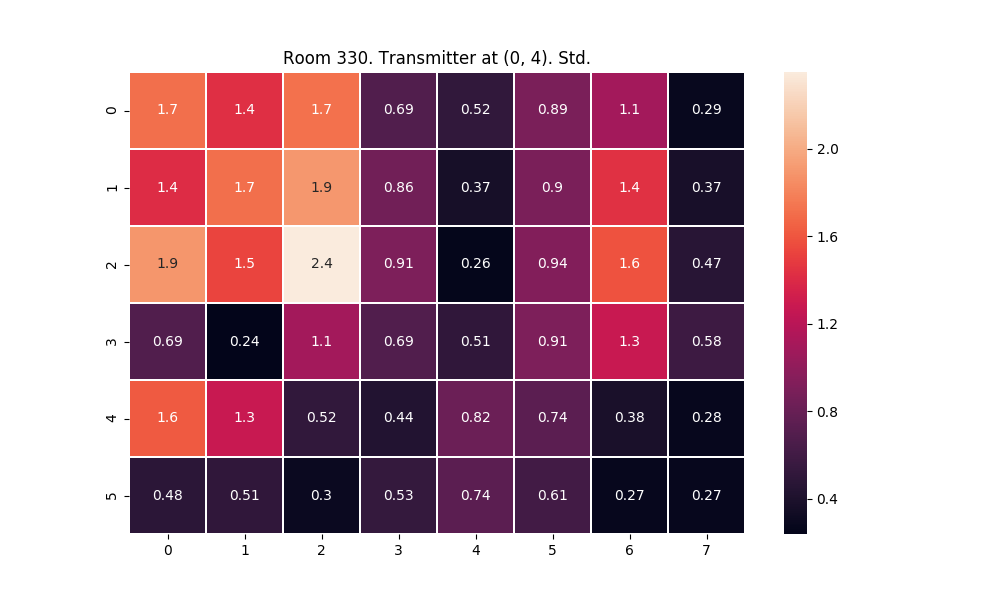 Room 330. Transmitter at (0, 4). Std.
0 1.7 1.4 1.7 0.69 0.52 0.89 1.1 0.29
1 1.4 1.7 1.9 0.86 0.37 0.9 1.4 0.37
2 1.9 1.5 2.4 0.91 0.26 0.94 1.6 0.47
3 0.69 0.24 1.1 0.69 0.51 0.91 1.3 0.58
4 1.6 1.3 0.52 0.44 0.82 0.74 0.38 0.28
5 0.48 0.51 0.3 0.53 0.74 0.61 0.27 0.27
0 1 2 3 4 5 6 7
2.0
1.6
1.2
0.8
0.4